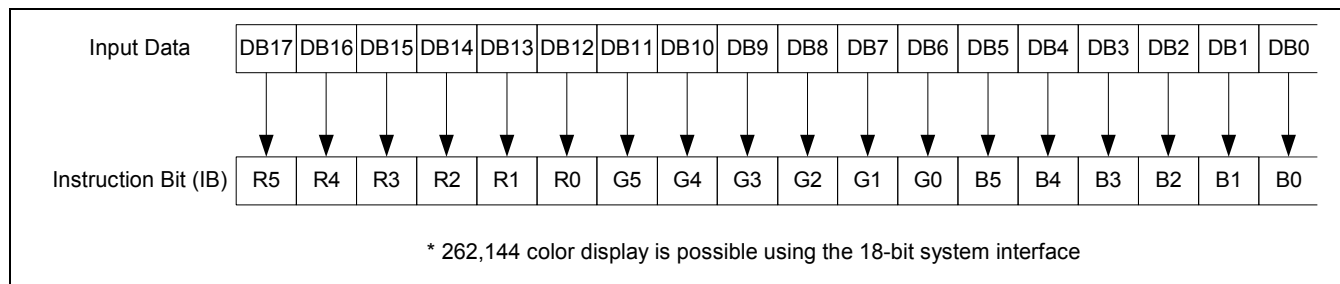 Input Data DB17 DB16 DB15 DB14 DB13 DB12 DB11 DB10 DB9 DB8 DB7 DB6 DB5 DB4 DB3 DB2 DB1 DB0
Instruction Bit (IB) R5 R4 R3 R2 R1 R0 G5 G4 G3 G2 G1 G0 B5 B4 B3 B2 B1 B0
* 262,144 color display is possible using the 18-bit system interface